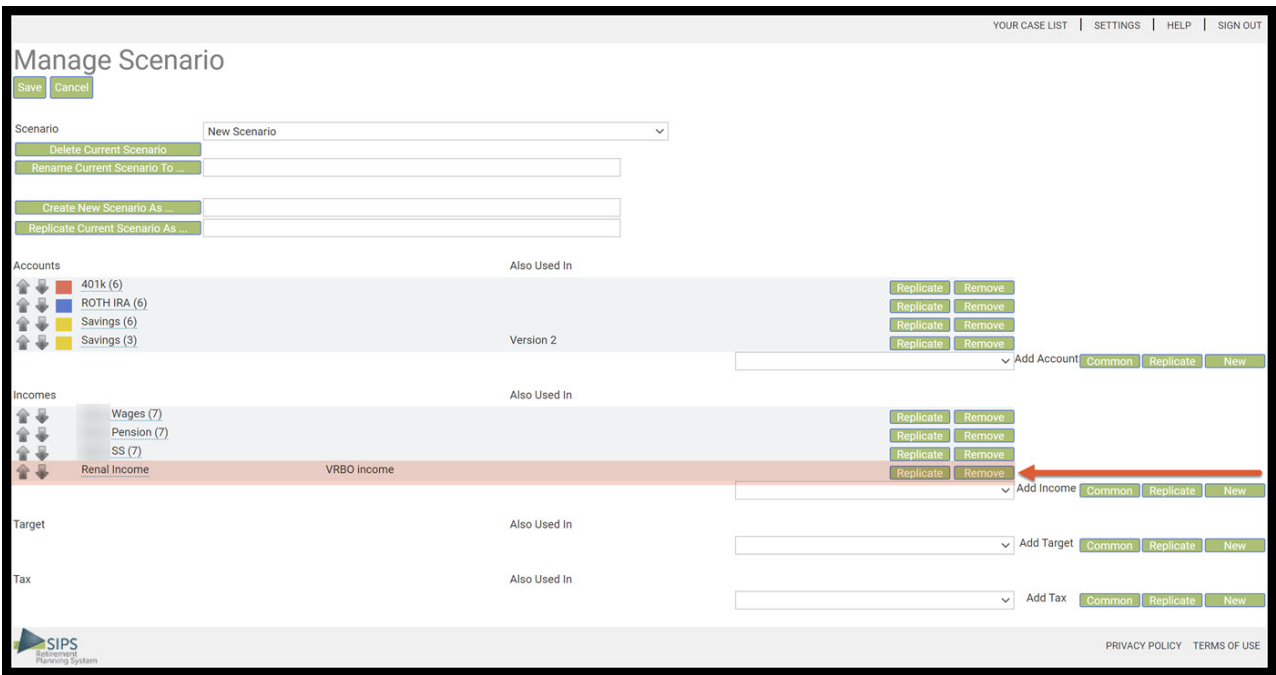 YOUR CASE LIST | SETTINGS | HELP | SIGN OUT
Manage Scenario
Save Cancel
Scenario New Scenario
Delete Current Scenario
Rename Current Scenario To ...
Create New Scenario As ...
Replicate Current Scenario As ...
Accounts Also Used In
401k (6) Replicate Remove
ROTH IRA (6) Replicate Remove
Savings (6) Replicate Remove
Savings (3) Version 2 Replicate Remove
Add Account Common Replicate New
Incomes Also Used In
Wages (7) Replicate Remove
Pension (7) Replicate Remove
SS (7) Replicate Remove
Renal Income VRBO income Replicate Remove
Add Income Common Replicate New
Target Also Used In
Add Target Common Replicate New
Tax Also Used In
Add Tax Common Replicate New
SIPS
Retirement
Planning System
PRIVACY POLICY TERMS OF USE